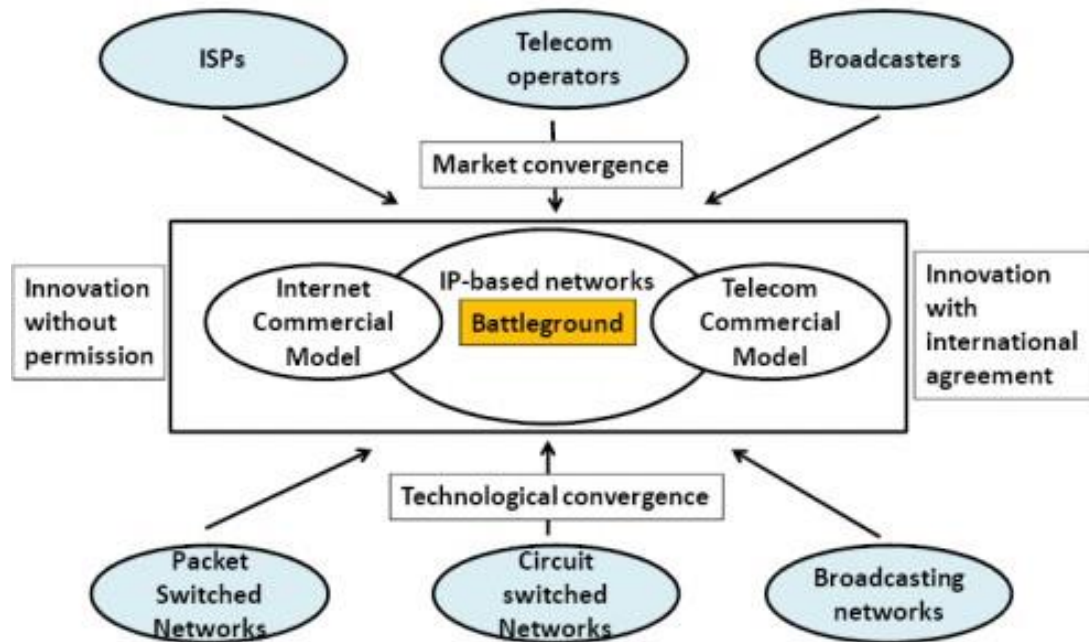 ISPs
Telecom
operators
Broadcasters
Market convergence
Innovation
without
permission
Internet
Commercial
Model
IP-based networks
Battleground
Telecom
Commercial
Model
Innovation
with
international
agreement
Technological convergence
Packet
Switched
Networks
Circuit
switched
Networks
Broadcasting
networks